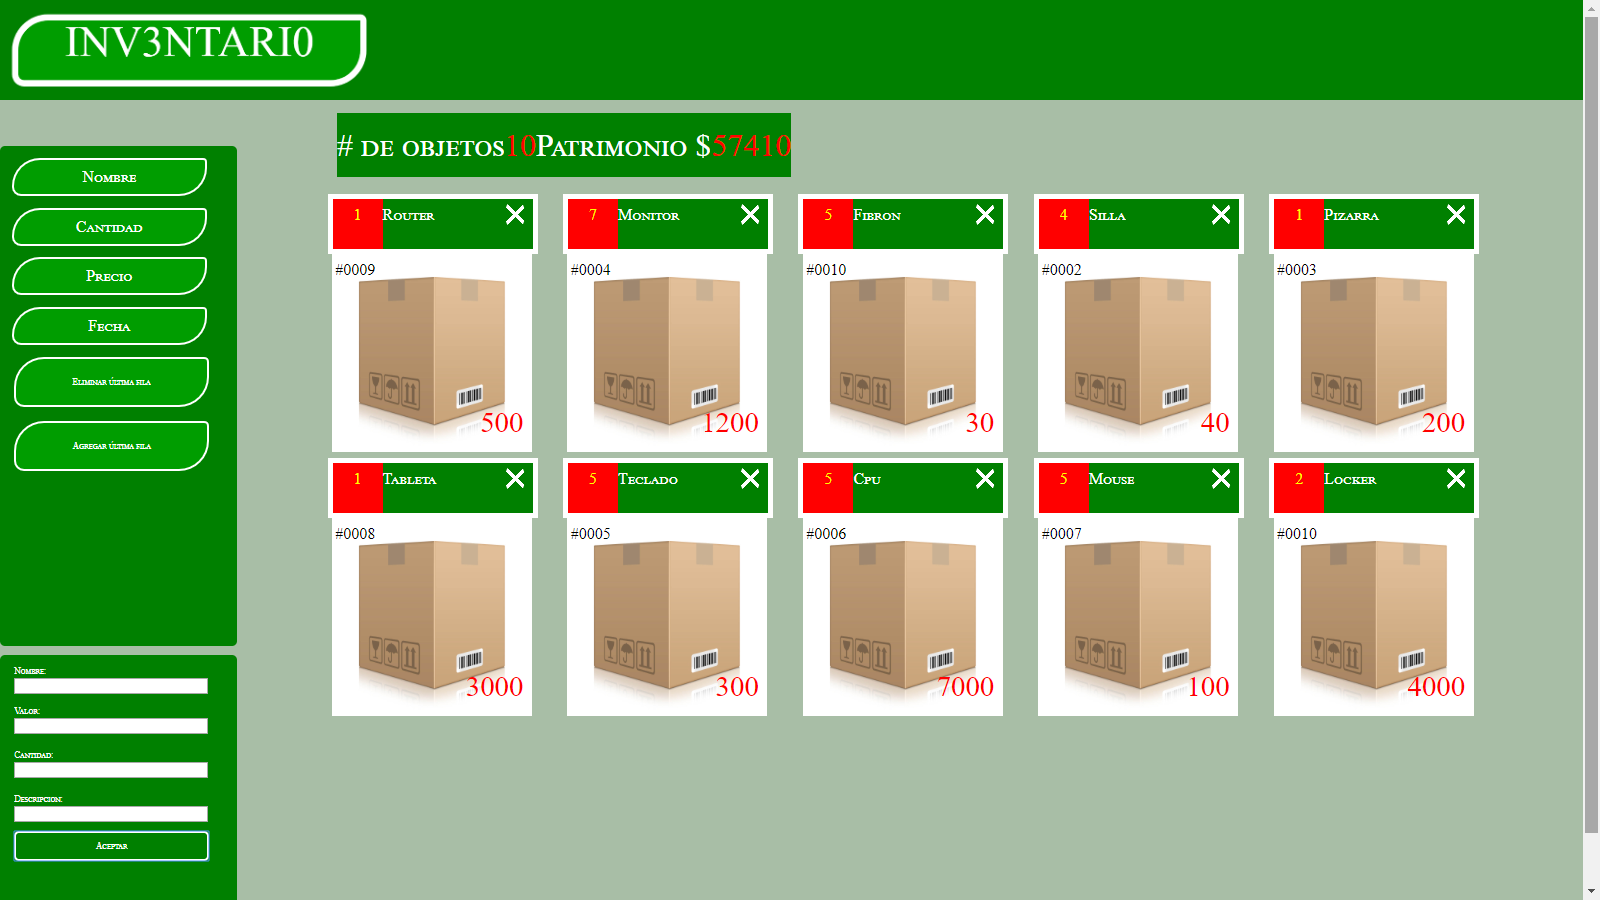 INV3NTARI0
# de objetos10Patrimonio $57410
Nombre
Cantidad
Precio
Fecha
Eliminar última fila
Agregar última fila
Nombre:
Valor:
Cantidad:
Descripcion:
Aceptar
1 Router
#0009
500
7 Monitor
#0004
1200
5 Fibron
#0010
30
4 Silla
#0002
40
1 Pizarra
#0003
200
1 Tableta
#0008
3000
5 Teclado
#0005
300
5 Cpu
#0006
7000
5 Mouse
#0007
100
2 Locker
#0010
4000